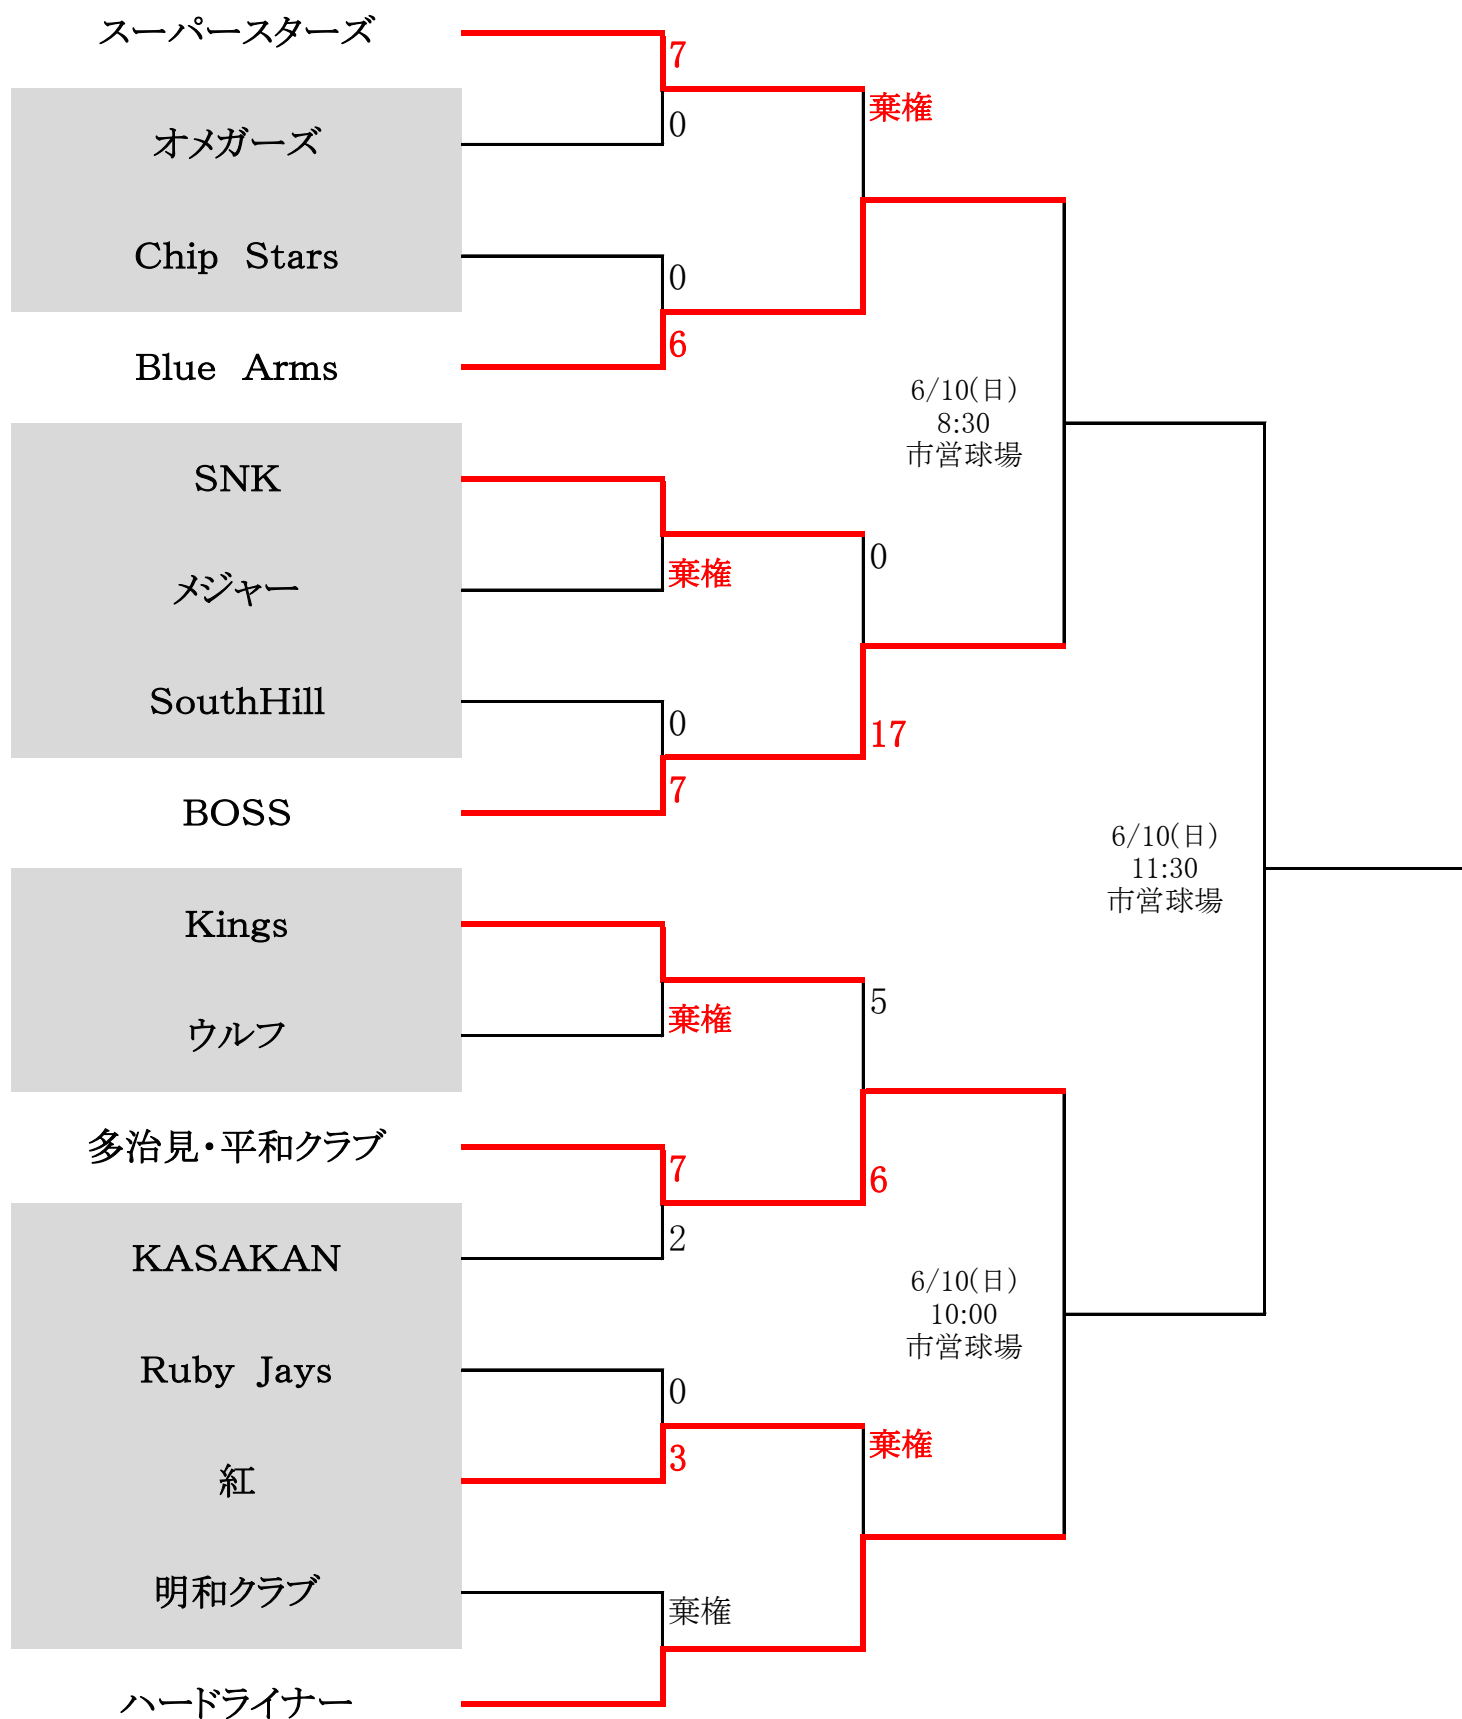 スーパースターズ
7
棄権
オメガーズ
0
Chip Stars
0
Blue Arms
6
6/10(日)
8:30
市営球場
SNK
メジャー
棄権
0
SouthHill
0
17
BOSS
7
6/10(日)
11:30
市営球場
Kings
5
ウルフ
棄権
多治見・平和クラブ
7
6
KASAKAN
2
6/10(日)
10:00
市営球場
Ruby Jays
0
棄権
紅
3
明和クラブ
棄権
ハードライナー